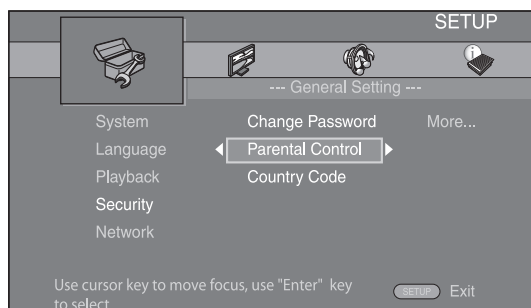 SETUP
--- General Setting ---
System
Change Password
More...
Language
Parental Control
Playback
Country Code
Security
Network
Use cursor key to move focus, use "Enter" key
to select
SETUP Exit